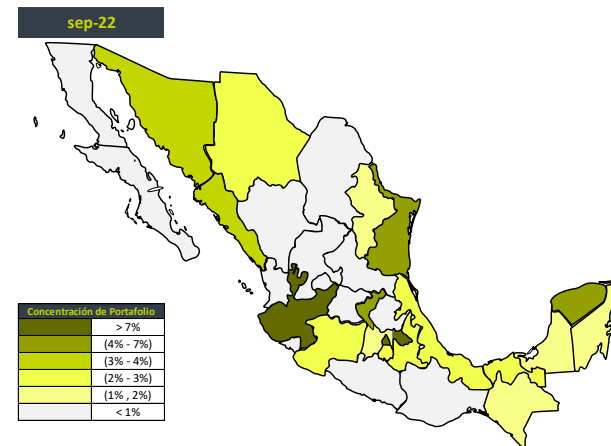 sep-22
Concentración de Portafolio
> 7%
(4% - 7%)
(3% - 4%)
(2% - 3%)
(1% , 2%)
< 1%